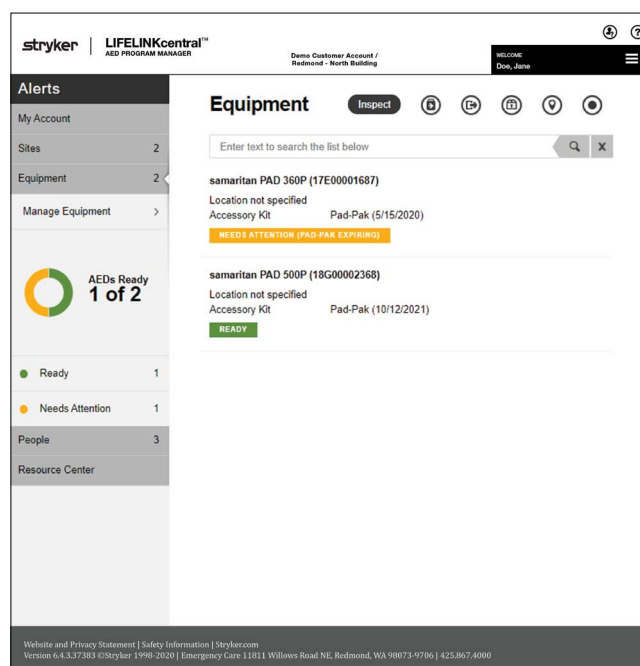 stryker
LIFELINKcentral™
AED PROGRAM MANAGER
Demo Customer Account /
Redmond - North Building
WELCOME
Doe, Jane
Alerts
My Account
Sites 2
Equipment 2
Manage Equipment >
AEDs Ready
1 of 2
Ready 1
Needs Attention 1
People 3
Resource Center
Equipment
Inspect
Enter text to search the list below
X
samaritan PAD 360P (17E00001687)
Location not specified
Accessory Kit Pad-Pak (5/15/2020)
NEEDS ATTENTION (PAD-PAK EXPIRING)
samaritan PAD 500P (18G00002368)
Location not specified
Accessory Kit Pad-Pak (10/12/2021)
READY
Website and Privacy Statement | Safety Information | Stryker.com
Version 6.4.3.37383 ©Stryker 1998-2020 | Emergency Care 11811 Willows Road NE, Redmond, WA 98073-9706 | 425.867.4000